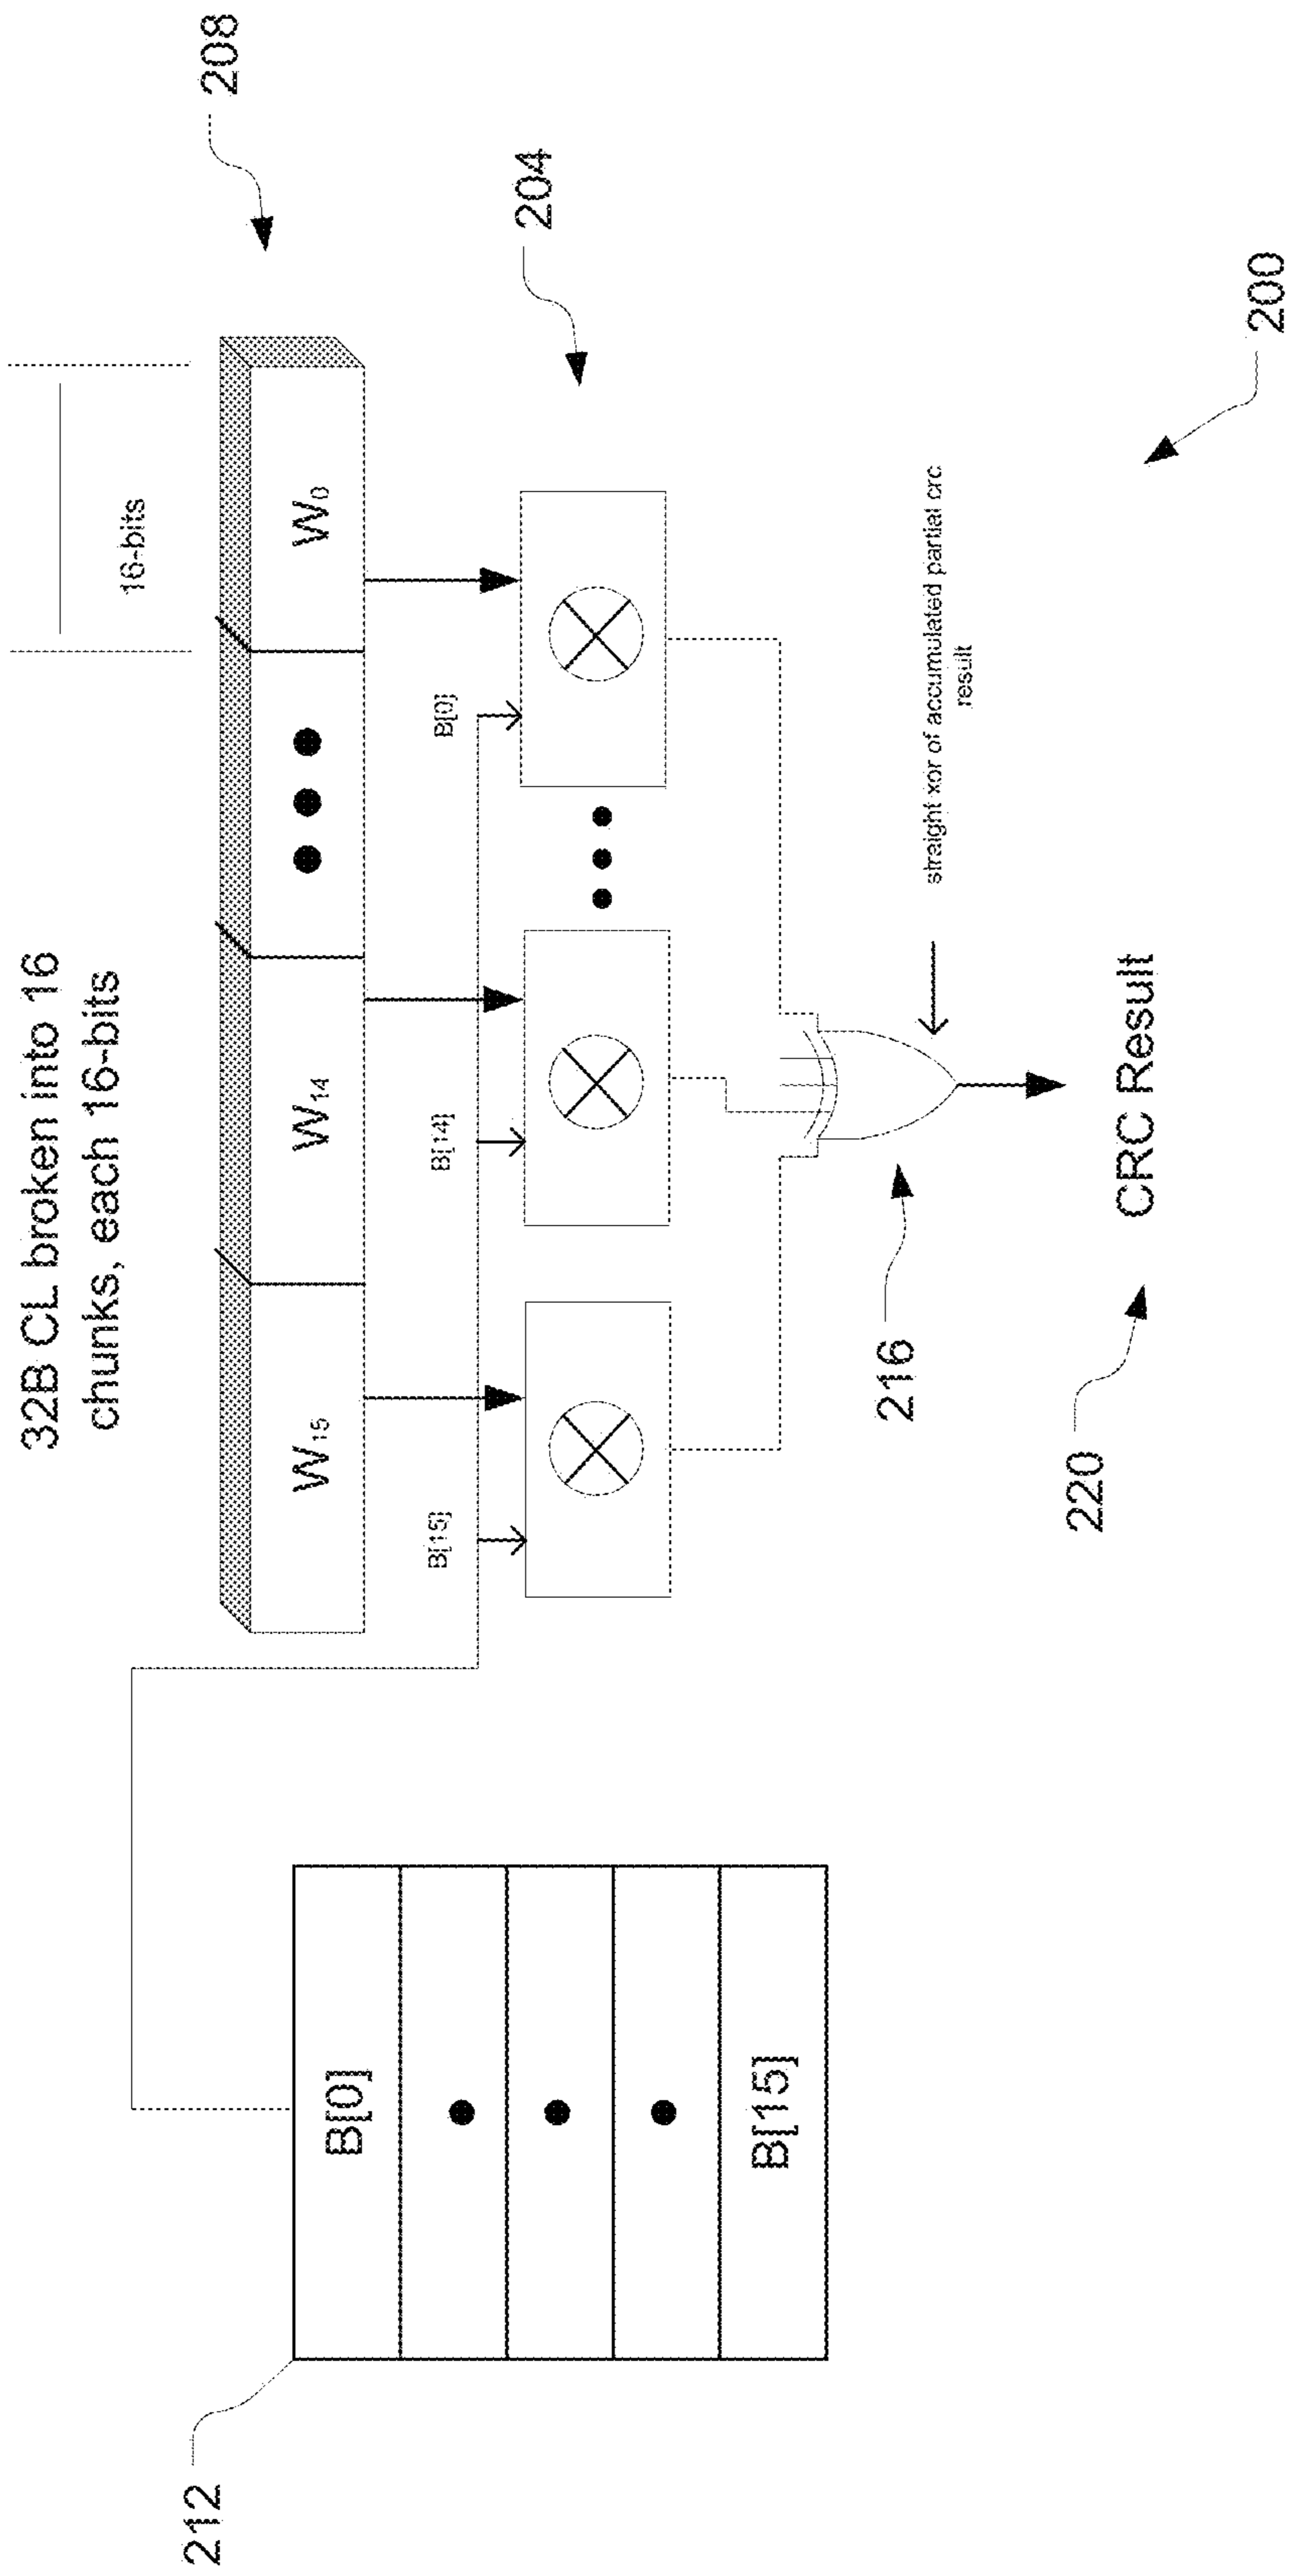 32B CL broken into 16
chunks, each 16-bits
16-bits
208
W15
W14
W0
212
B[0]
B[15]
B[15]
B[14]
B[0]
204
216
straight xor of accumulated partial crc
result
220
CRC Result
200